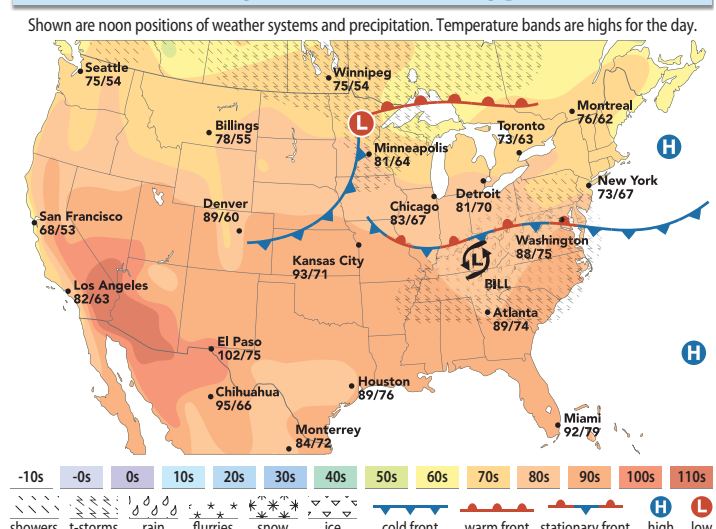 Shown are noon positions of weather systems and precipitation. Temperature bands are highs for the day.
Seattle
75/54
Winnipeg
75/54
Billings
78/55
L
Minneapolis
81/64
Montreal
76/62
Toronto
73/63
H
New York
73/67
Denver
89/60
Chicago
83/67
Detroit
81/70
San Francisco
68/53
Kansas City
93/71
Washington
88/75
L
BILL
Los Angeles
82/63
Atlanta
89/74
El Paso
102/75
H
Chihuahua
95/66
Houston
89/76
Monterrey
84/72
Miami
92/79
-10s -0s 0s 10s 20s 30s 40s 50s 60s 70s 80s 90s 100s 110s
H L
showers t-storms rain flurries snow ice cold front warm front stationary front high low